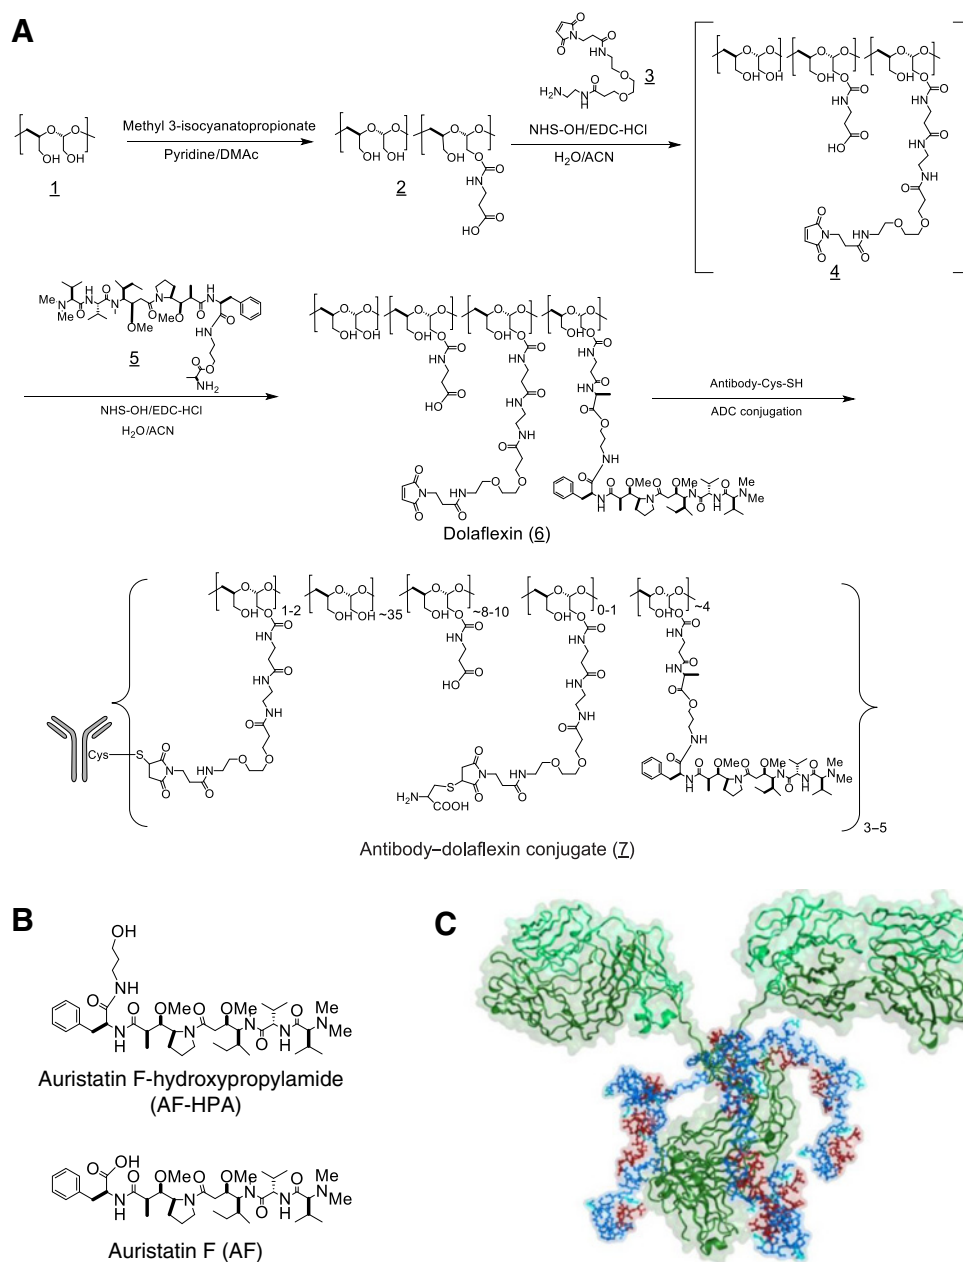 A
Methyl 3-isocyanatopropionate
Pyridine/DMAc
NHS-OH/EDC-HCl
H₂O/ACN
1
2
3
4
5
NHS-OH/EDC-HCl
H₂O/ACN
Antibody-Cys-SH
ADC conjugation
Dolaflexin (6)
1-2
~35
~8-10
0-1
~4
Cys
3–5
Antibody–dolaflexin conjugate (7)
B
Auristatin F-hydroxypropylamide
(AF-HPA)
Auristatin F (AF)
C